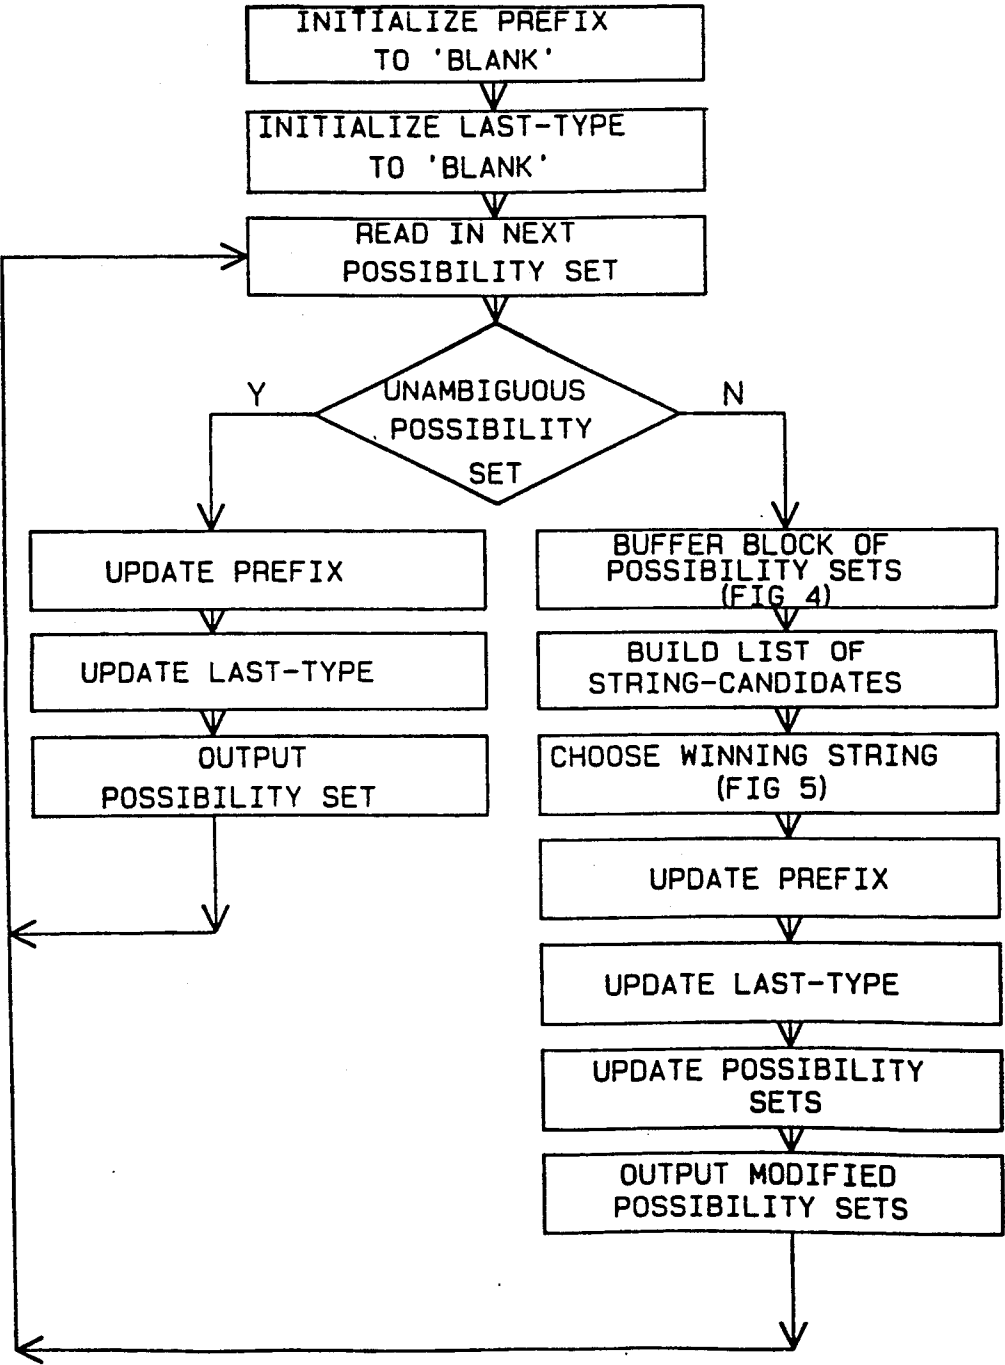 INITIALIZE PREFIX
TO 'BLANK'
INITIALIZE LAST-TYPE
TO 'BLANK'
READ IN NEXT
POSSIBILITY SET
Y
N
UNAMBIGUOUS
POSSIBILITY
SET
UPDATE PREFIX
UPDATE LAST-TYPE
OUTPUT
POSSIBILITY SET
BUFFER BLOCK OF
POSSIBILITY SETS
(FIG 4)
BUILD LIST OF
STRING-CANDIDATES
CHOOSE WINNING STRING
(FIG 5)
UPDATE PREFIX
UPDATE LAST-TYPE
UPDATE POSSIBILITY
SETS
OUTPUT MODIFIED
POSSIBILITY SETS